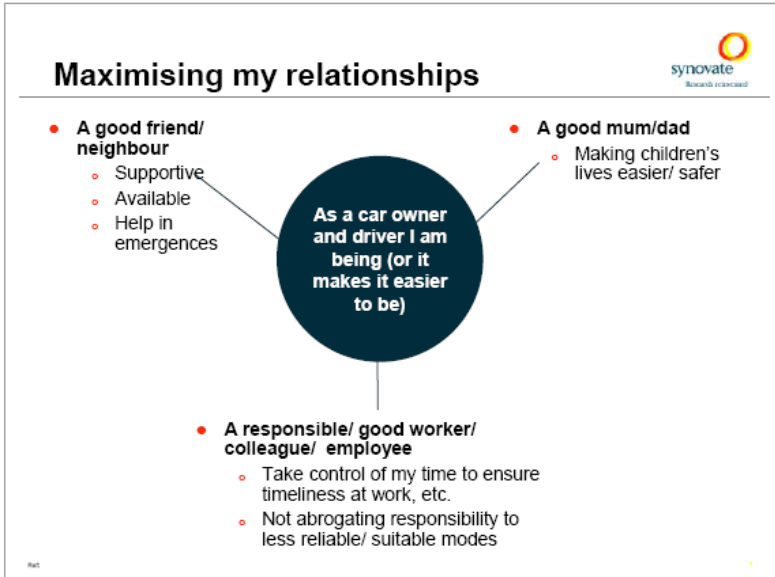 Maximising my relationships
synovate
Research reinvented
A good friend/
neighbour
Supportive
Available
Help in
emergences
A good mum/dad
Making children's
lives easier/ safer
As a car owner
and driver I am
being (or it
makes it easier
to be)
A responsible/ good worker/
colleague/ employee
Take control of my time to ensure
timeliness at work, etc.
Not abrogating responsibility to
less reliable/ suitable modes